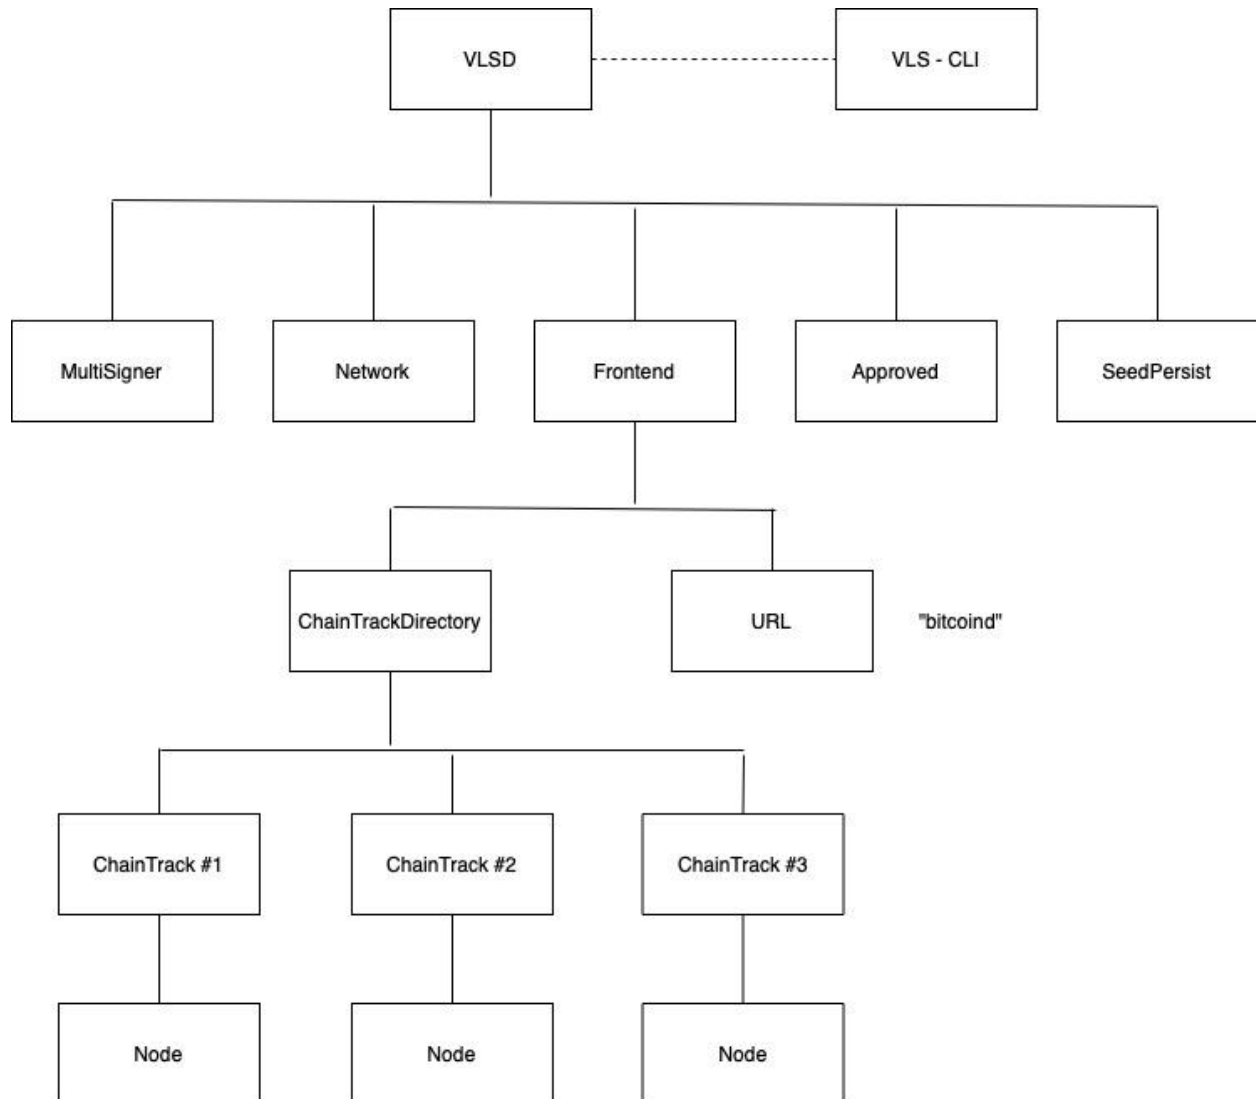 VLSD
VLS - CLI
MultiSigner
Network
Frontend
Approved
SeedPersist
ChainTrackDirectory
URL
"bitcoind"
ChainTrack #1
ChainTrack #2
ChainTrack #3
Node
Node
Node